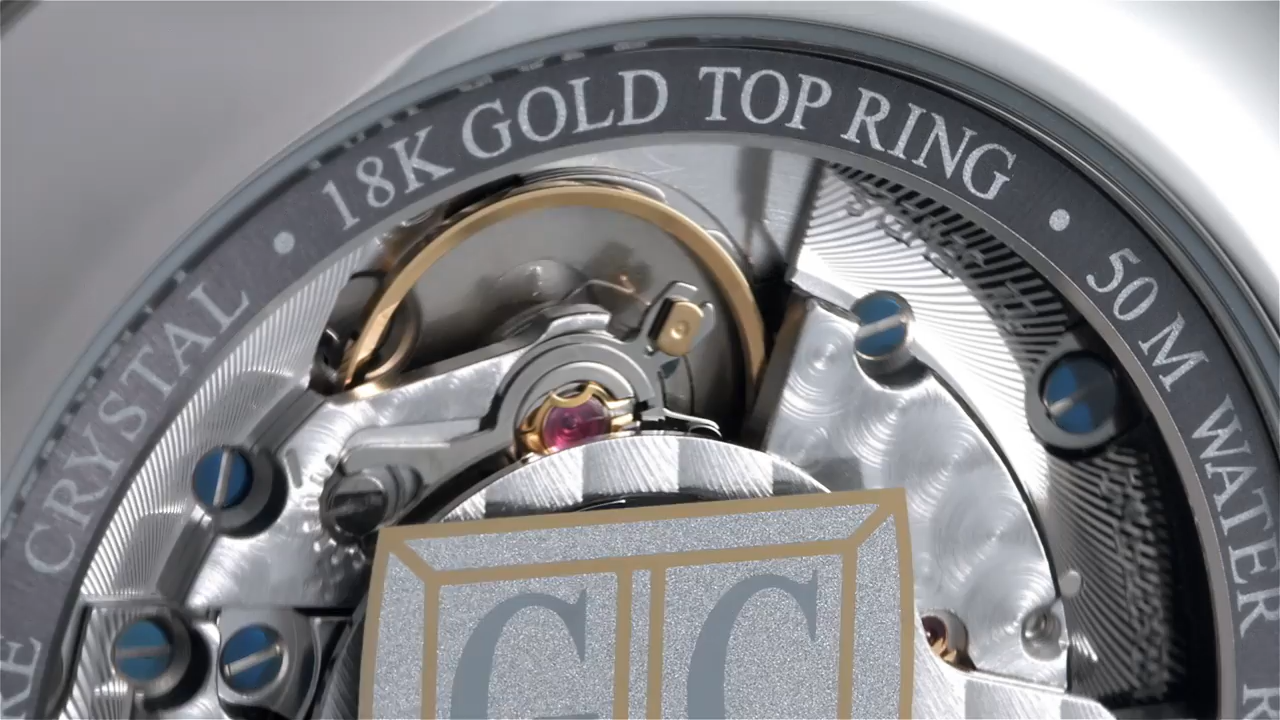 CRYSTAL • 18K GOLD TOP RING • 50 M WATER
GC